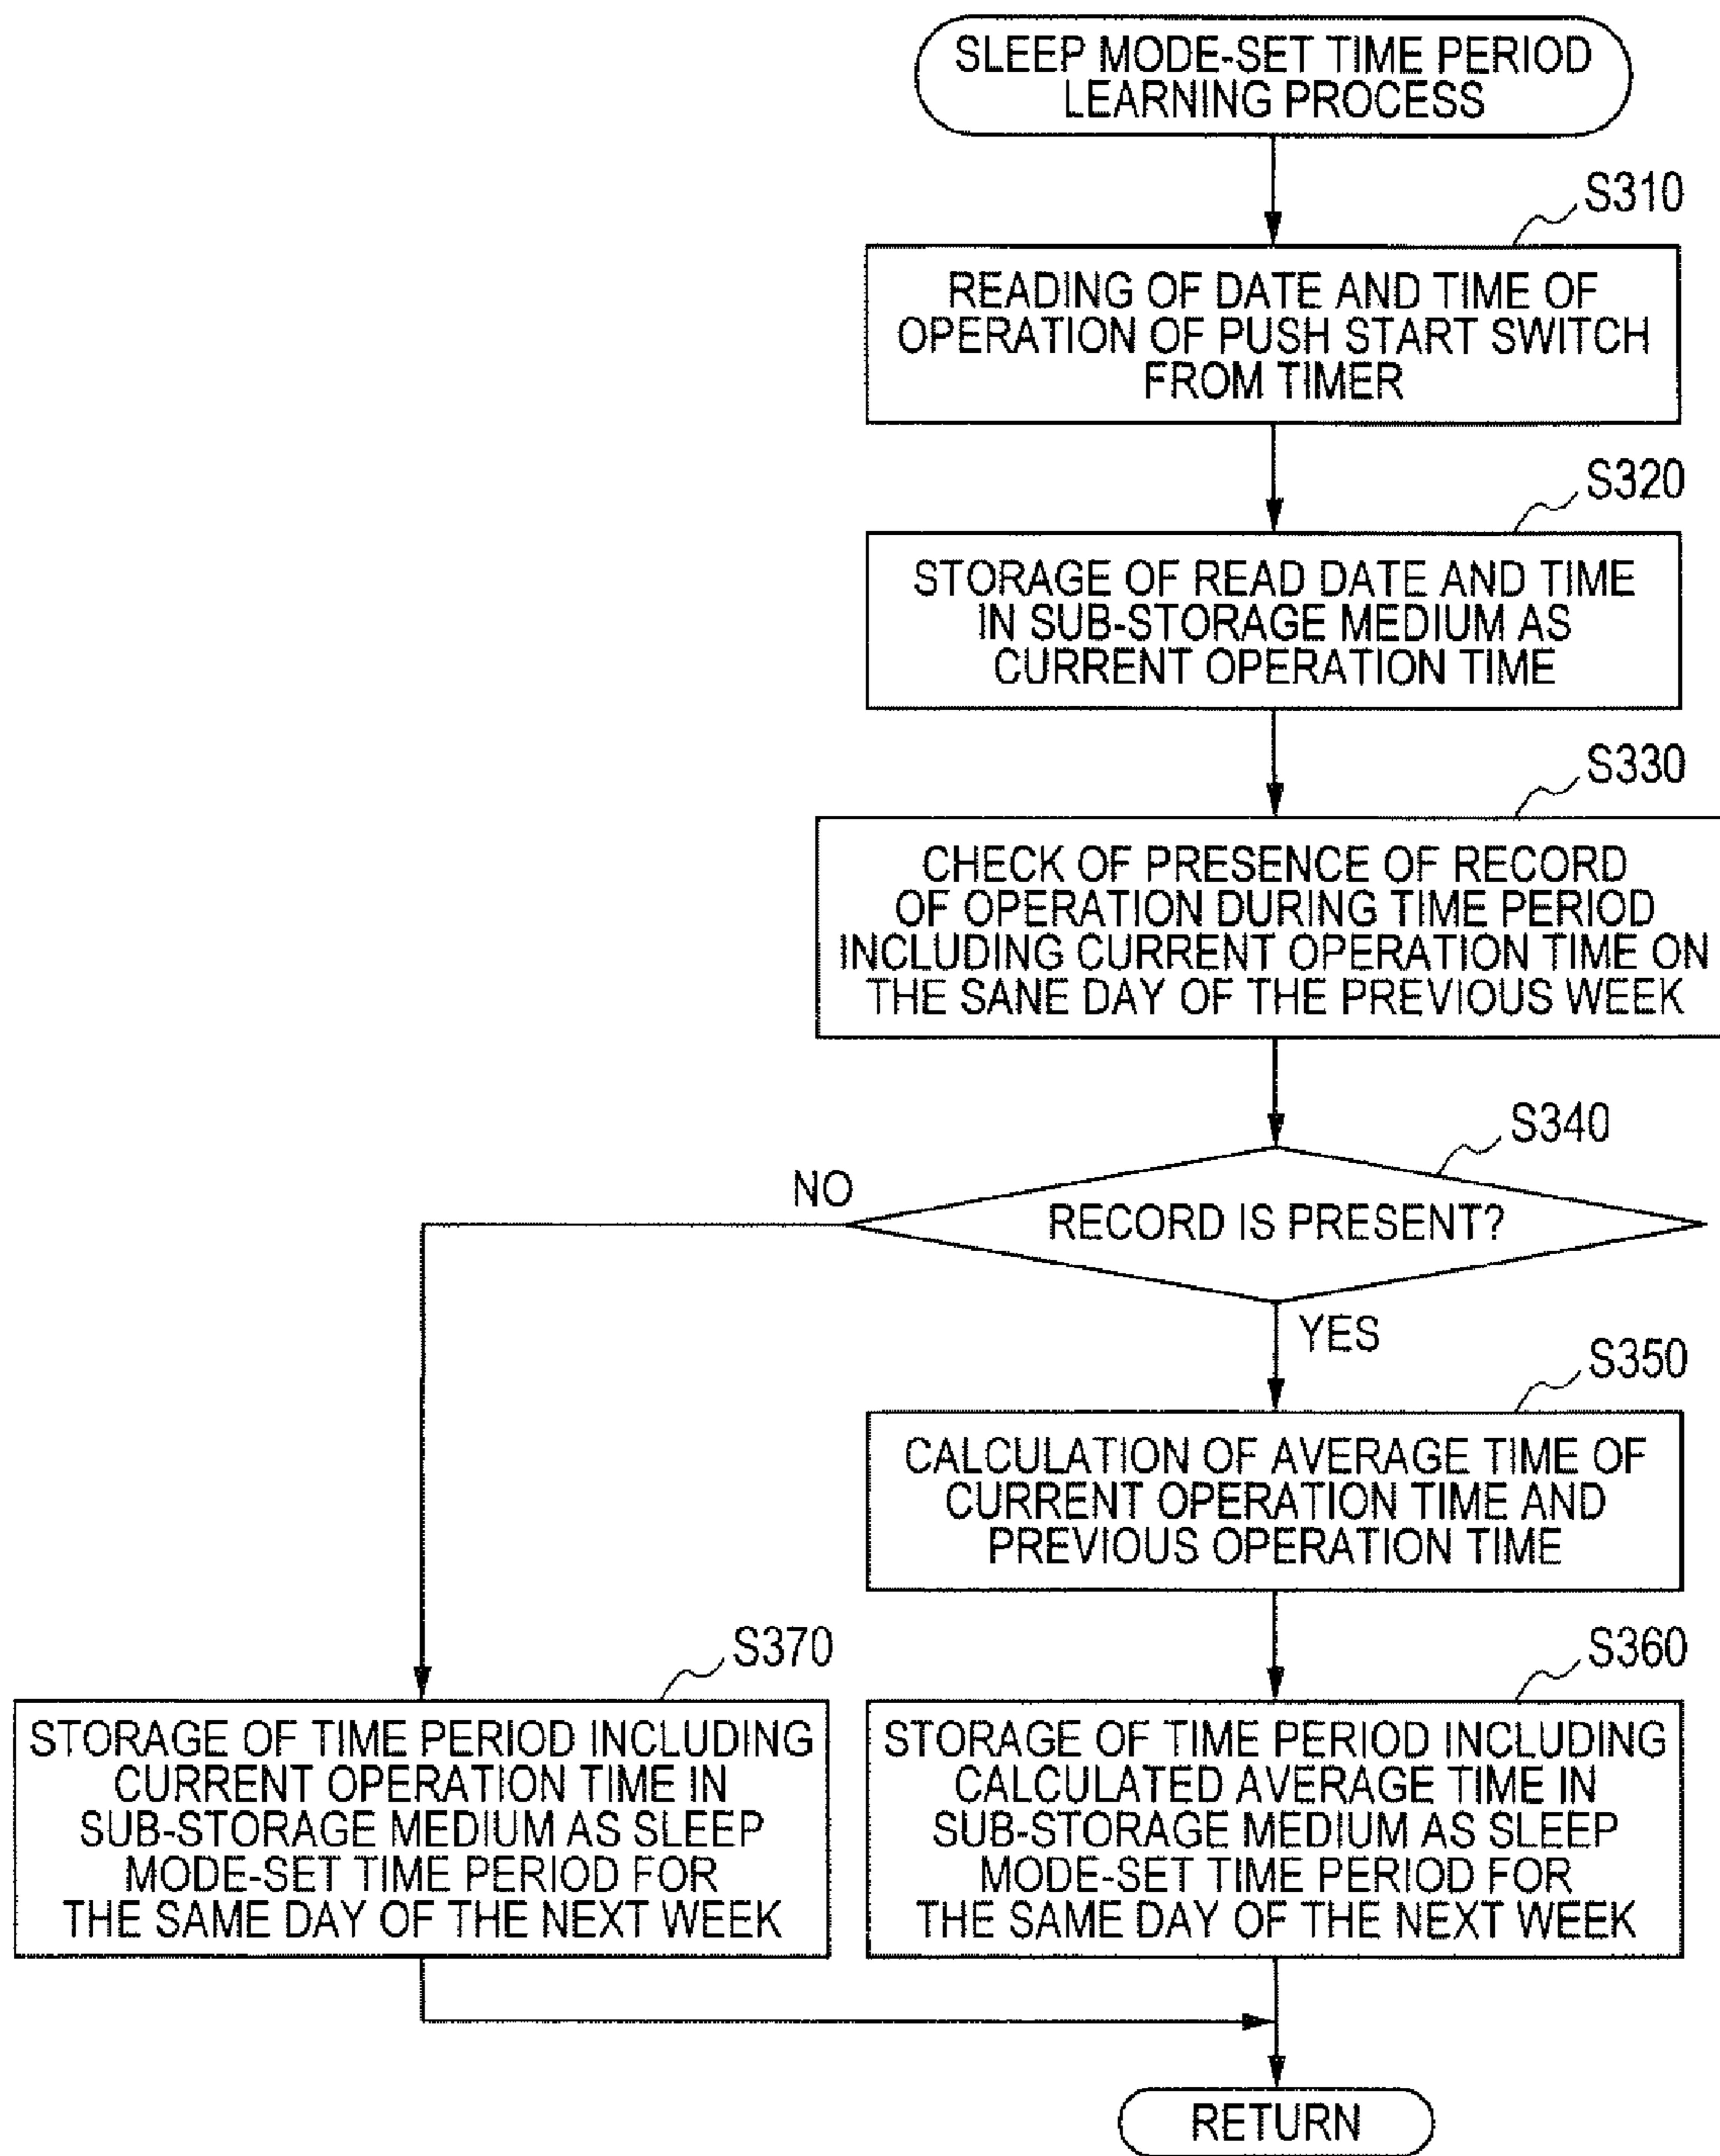 SLEEP MODE-SET TIME PERIOD
LEARNING PROCESS
S310
READING OF DATE AND TIME OF
OPERATION OF PUSH START SWITCH
FROM TIMER
S320
STORAGE OF READ DATE AND TIME
IN SUB-STORAGE MEDIUM AS
CURRENT OPERATION TIME
S330
CHECK OF PRESENCE OF RECORD
OF OPERATION DURING TIME PERIOD
INCLUDING CURRENT OPERATION TIME ON
THE SANE DAY OF THE PREVIOUS WEEK
S340
NO
RECORD IS PRESENT?
YES
S350
CALCULATION OF AVERAGE TIME OF
CURRENT OPERATION TIME AND
PREVIOUS OPERATION TIME
S370
STORAGE OF TIME PERIOD INCLUDING
CURRENT OPERATION TIME IN
SUB-STORAGE MEDIUM AS SLEEP
MODE-SET TIME PERIOD FOR
THE SAME DAY OF THE NEXT WEEK
S360
STORAGE OF TIME PERIOD INCLUDING
CALCULATED AVERAGE TIME IN
SUB-STORAGE MEDIUM AS SLEEP
MODE-SET TIME PERIOD FOR
THE SAME DAY OF THE NEXT WEEK
RETURN